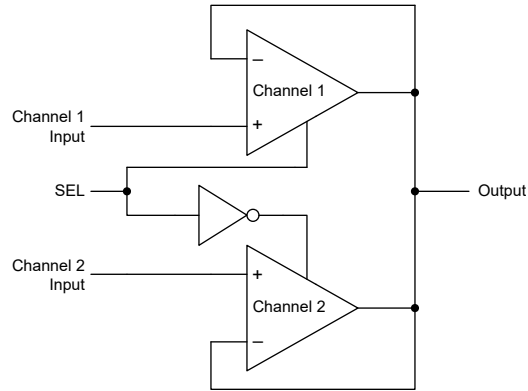 −
Channel 1
+
Channel 1
Input
SEL
Output
Channel 2
Input
+
Channel 2
−